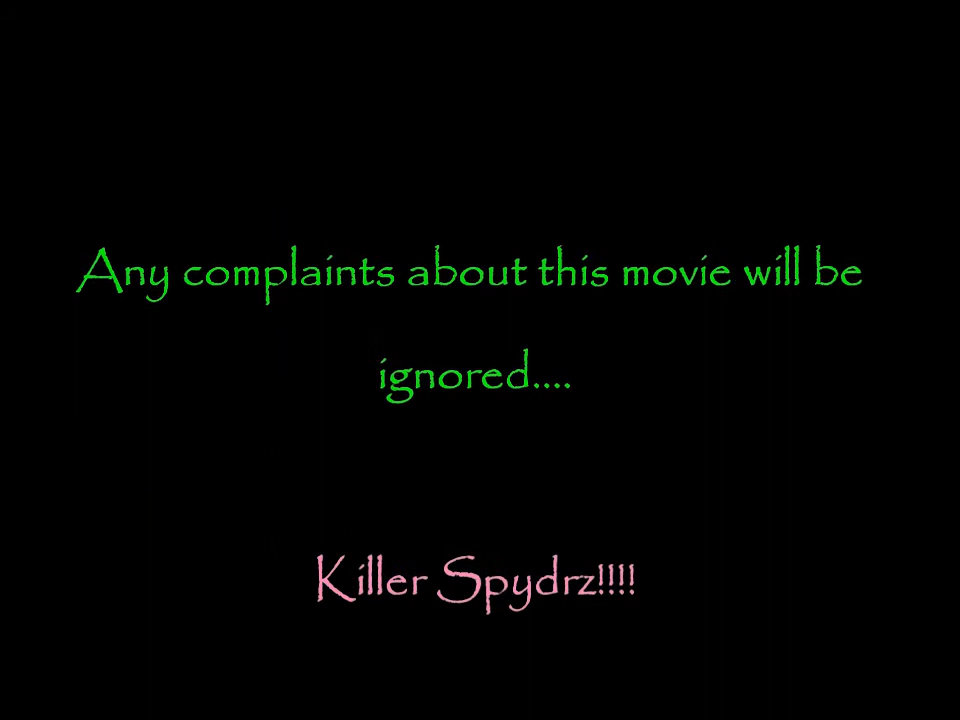 Any complaints about this movie will be
ignored....
Killer Spydrz!!!!